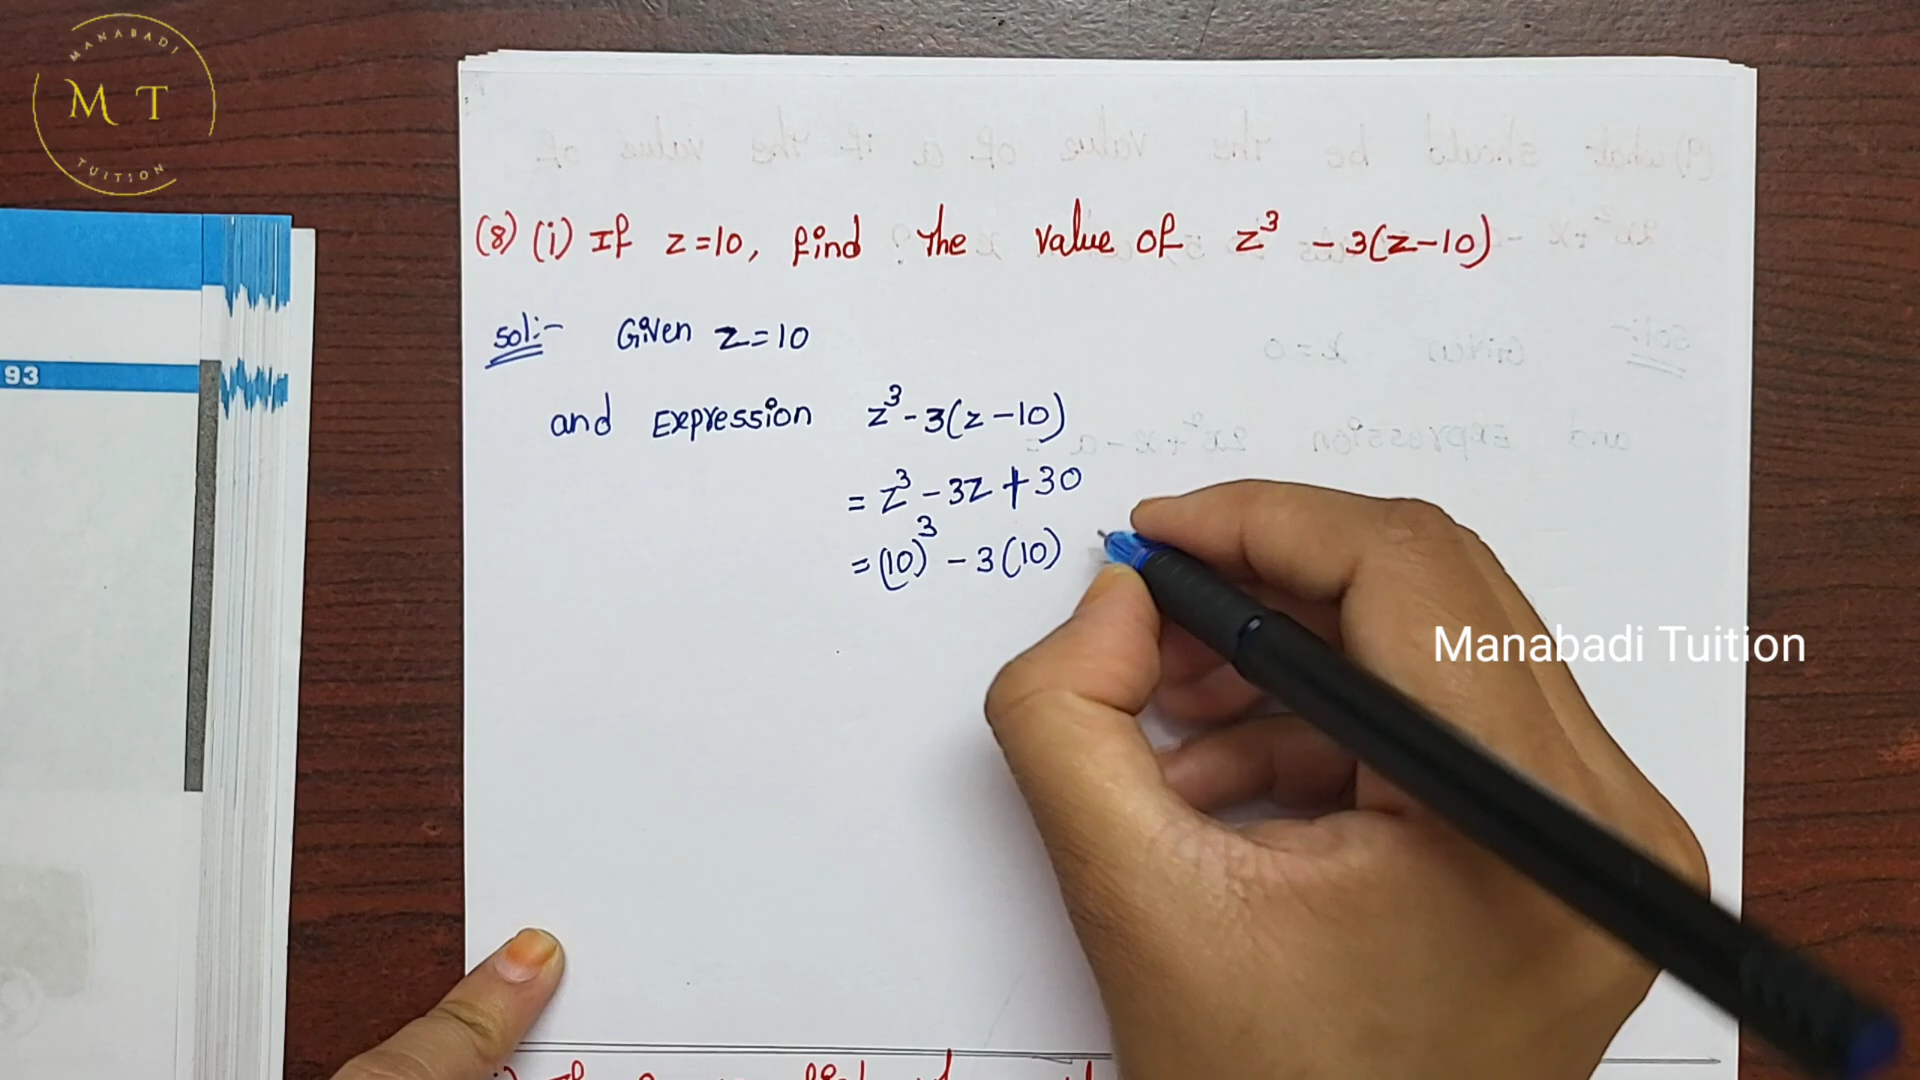 MANABADI
M T
TUITION
93
(8) (i) If z=10, find the value of z³ - 3(z-10)
Sol:- Given z=10
and Expression z³-3(z-10)
= z³ - 3z + 30
= (10)³ - 3(10)
Manabadi Tuition